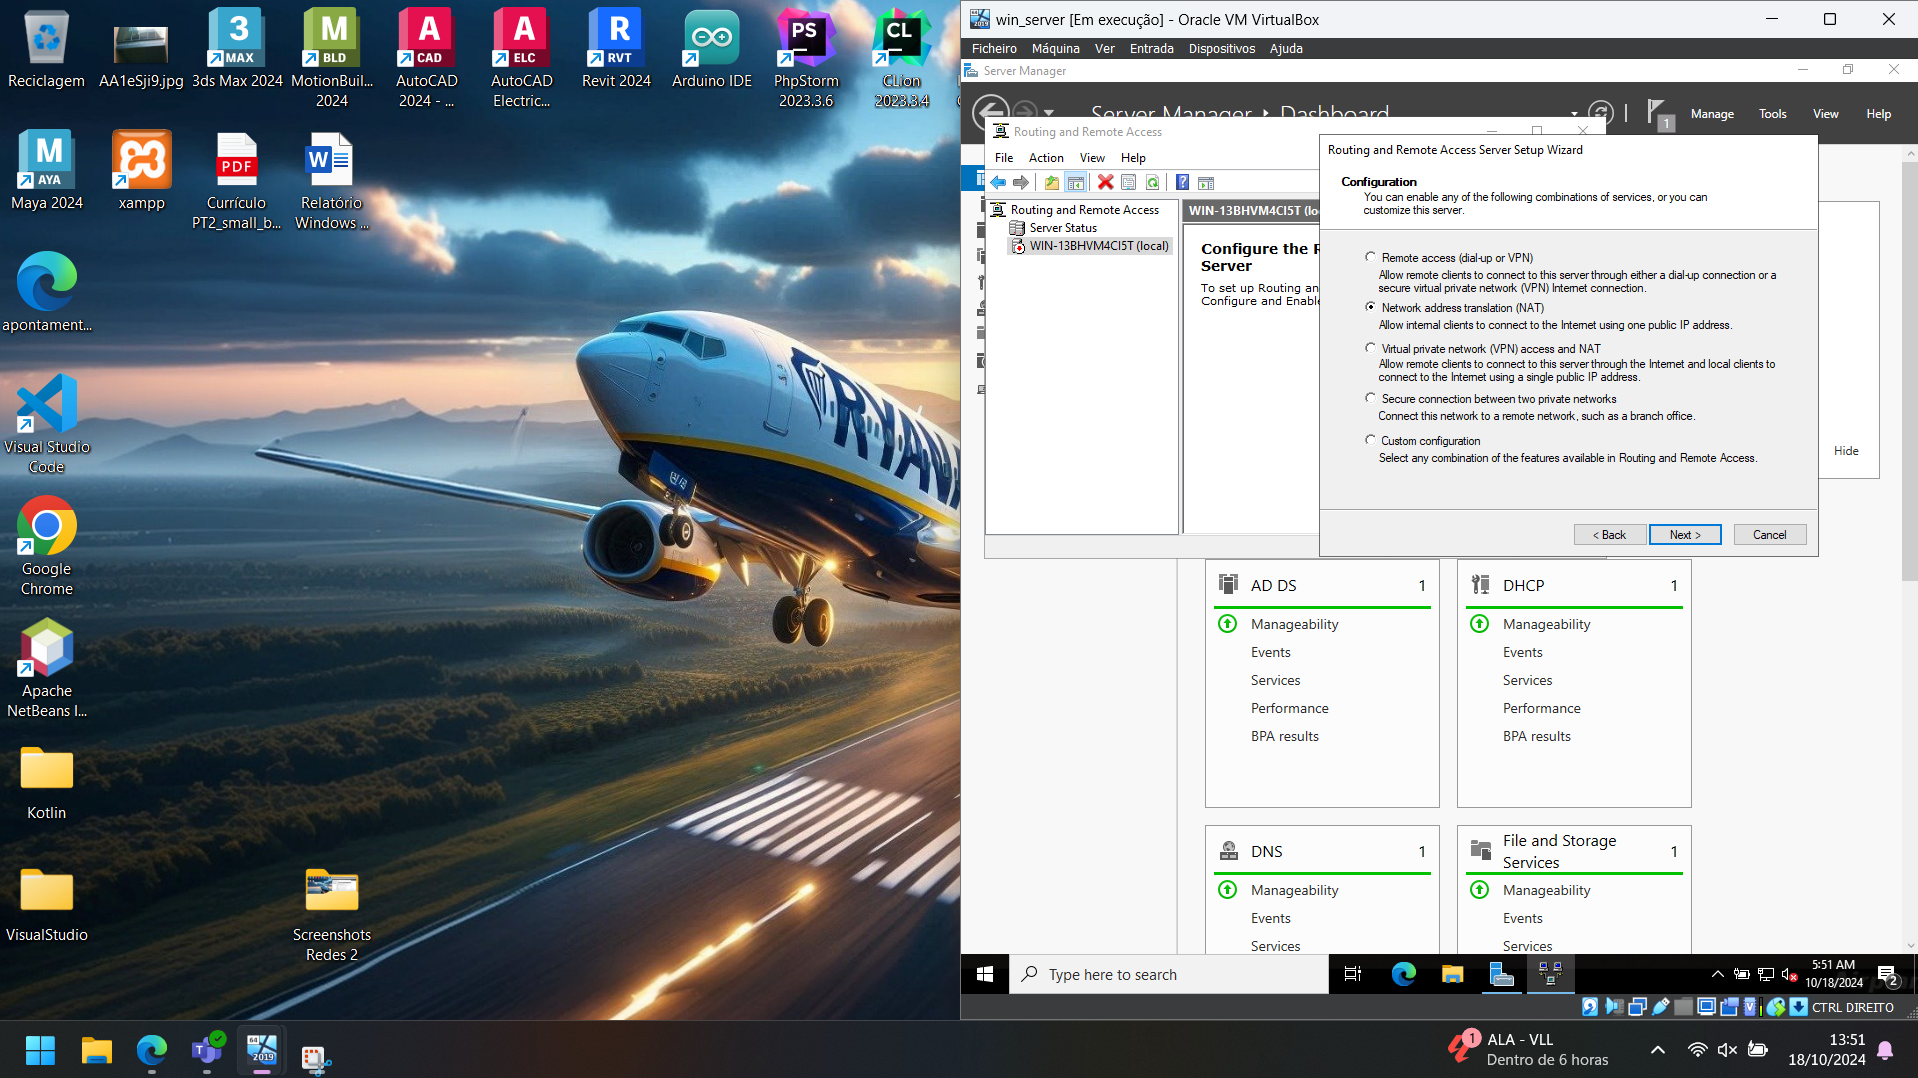 Reciclagem
AA1eSji9.jpg
3
MAX
3ds Max 2024
M
BLD
MotionBuil...
2024
A
CAD
AutoCAD
2024 - ...
A
ELC
AutoCAD
Electric...
R
RVT
Revit 2024
Arduino IDE
PS
PhpStorm
2023.3.6
CL
CLion
2023.3.4
M
AYA
Maya 2024
xampp
PDF
Currículo
PT2_small_b...
W
Relatório
Windows ...
apontament...
Visual Studio
Code
Google
Chrome
Apache
NetBeans I...
Kotlin
VisualStudio
Screenshots
Redes 2
RYAN
win_server [Em execução] - Oracle VM VirtualBox
Ficheiro Máquina Ver Entrada Dispositivos Ajuda
Server Manager
Server Manager Dashboard
1
Manage Tools View Help
Routing and Remote Access
File Action View Help
Routing and Remote Access
Server Status
WIN-13BHVM4CI5T (local)
WIN-13BHVM4CI5T (lo
Configure the R
Server
To set up Routing an
Configure and Enable
Routing and Remote Access Server Setup Wizard
Configuration
You can enable any of the following combinations of services, or you can
customize this server.
Remote access (dial-up or VPN)
Allow remote clients to connect to this server through either a dial-up connection or a
secure virtual private network (VPN) Internet connection.
Network address translation (NAT)
Allow internal clients to connect to the Internet using one public IP address.
Virtual private network (VPN) access and NAT
Allow remote clients to connect to this server through the Internet and local clients to
connect to the Internet using a single public IP address.
Secure connection between two private networks
Connect this network to a remote network, such as a branch office.
Custom configuration
Select any combination of the features available in Routing and Remote Access.
< Back
Next >
Cancel
Hide
AD DS 1
Manageability
Events
Services
Performance
BPA results
DHCP 1
Manageability
Events
Services
Performance
BPA results
DNS 1
Manageability
Events
Services
File and Storage
Services 1
Manageability
Events
Services
Type here to search
5:51 AM
10/18/2024
2
CTRL DIREITO
64
2019
1
ALA - VLL
Dentro de 6 horas
13:51
18/10/2024